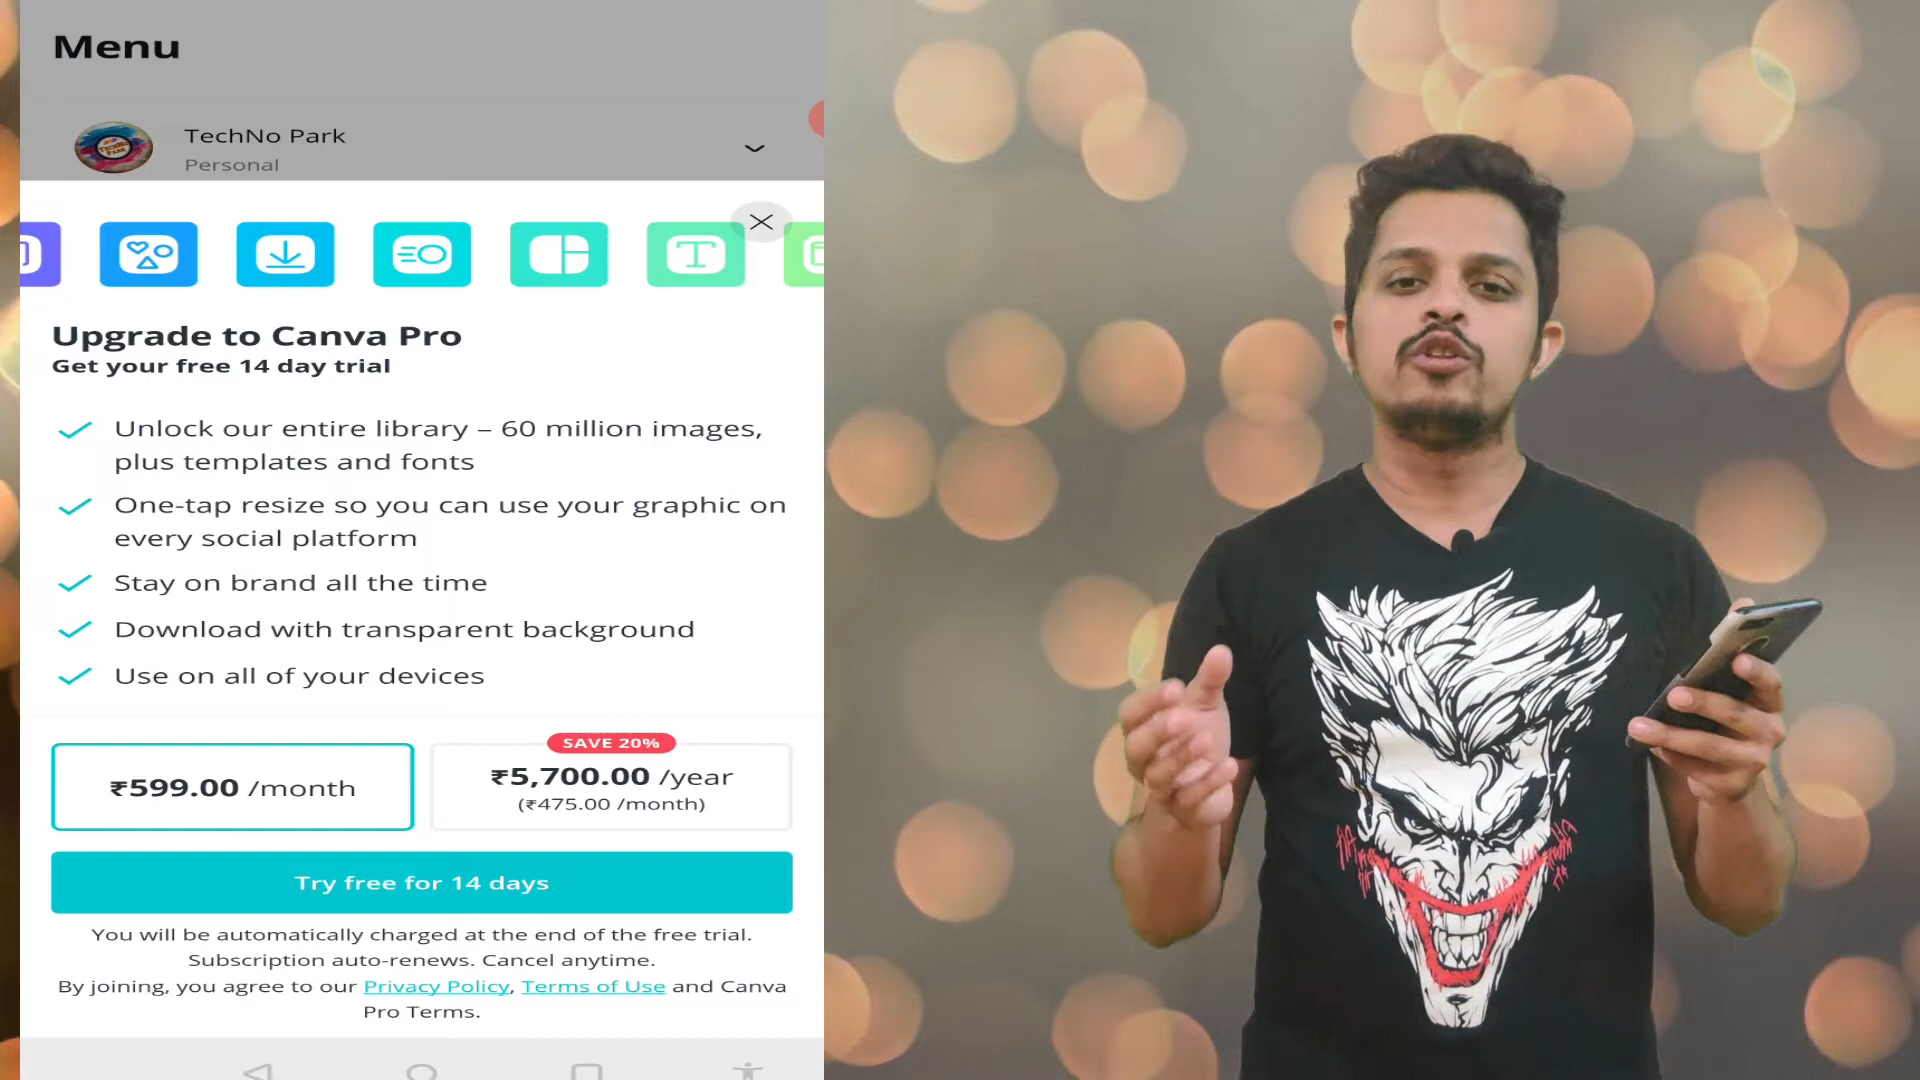 Menu
TechNo Park
Personal
Upgrade to Canva Pro
Get your free 14 day trial
Unlock our entire library – 60 million images,
plus templates and fonts
One-tap resize so you can use your graphic on
every social platform
Stay on brand all the time
Download with transparent background
Use on all of your devices
SAVE 20%
₹599.00 /month
₹5,700.00 /year
(₹475.00 /month)
Try free for 14 days
You will be automatically charged at the end of the free trial.
Subscription auto-renews. Cancel anytime.
By joining, you agree to our Privacy Policy, Terms of Use and Canva
Pro Terms.